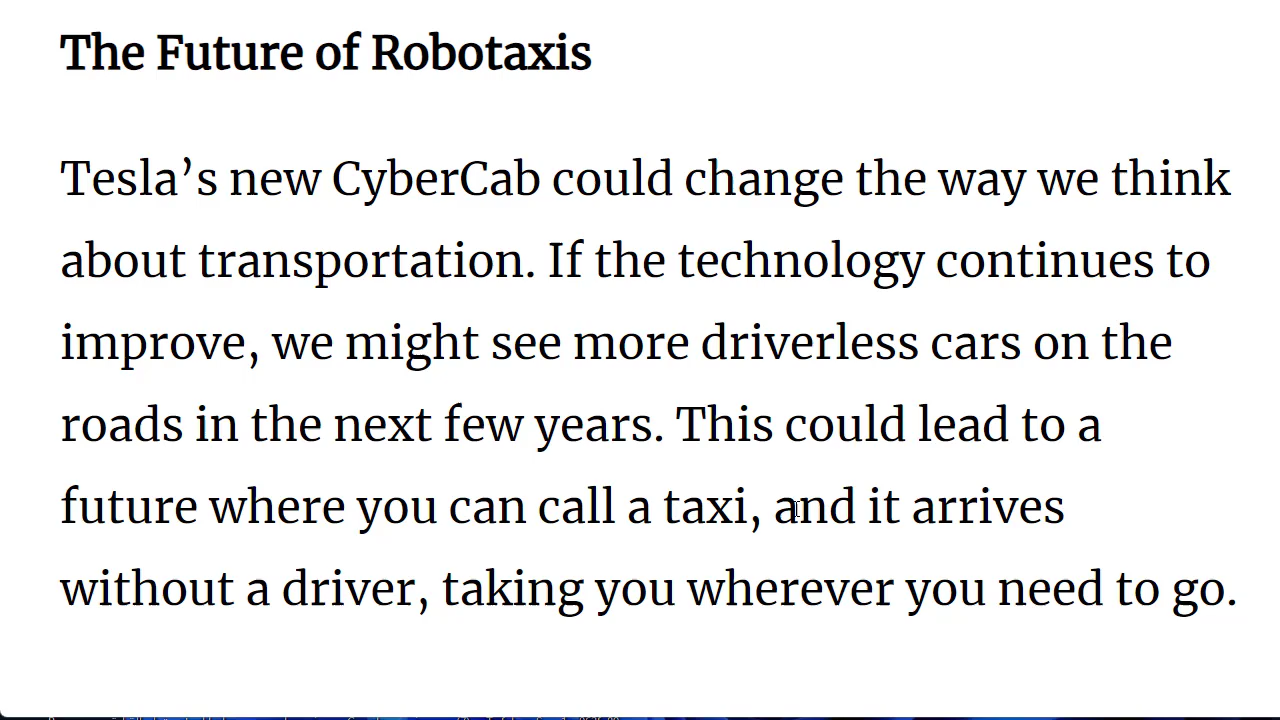 The Future of Robotaxis
Tesla’s new CyberCab could change the way we think
about transportation. If the technology continues to
improve, we might see more driverless cars on the
roads in the next few years. This could lead to a
future where you can call a taxi, and it arrives
without a driver, taking you wherever you need to go.